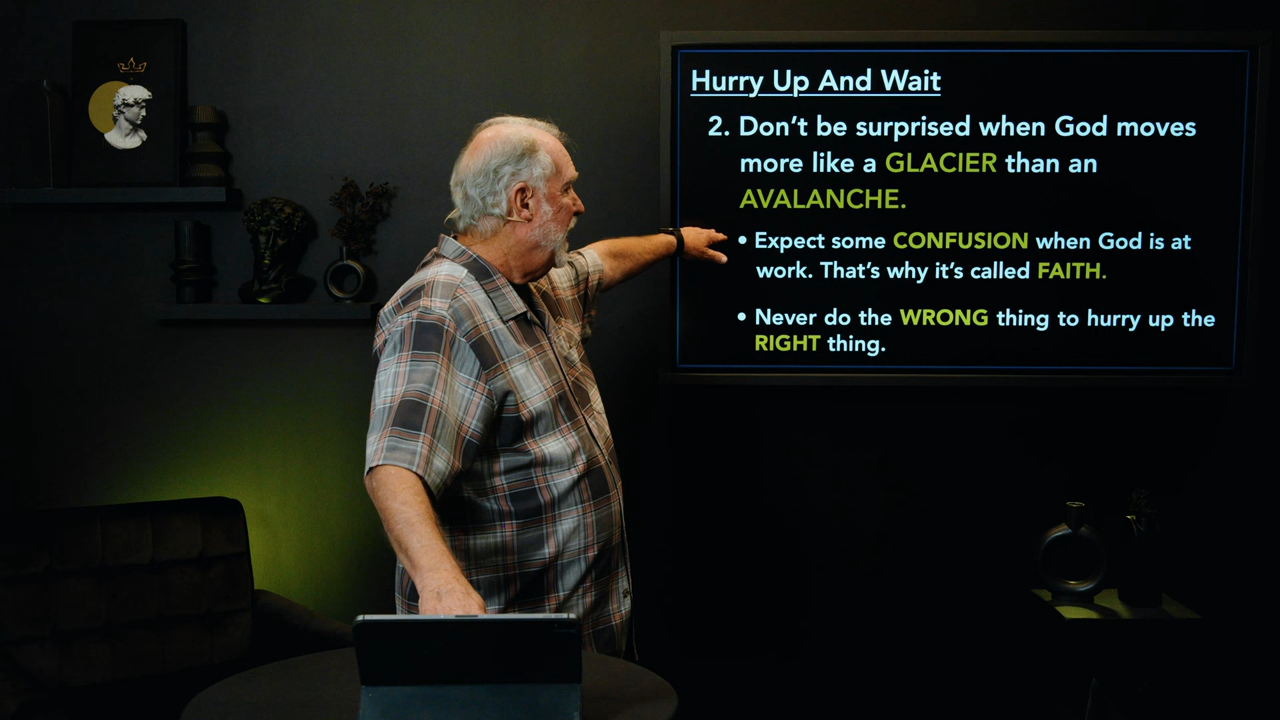 Hurry Up And Wait
2. Don't be surprised when God moves
more like a GLACIER than an
AVALANCHE.
• Expect some CONFUSION when God is at
work. That's why it's called FAITH.
• Never do the WRONG thing to hurry up the
RIGHT thing.